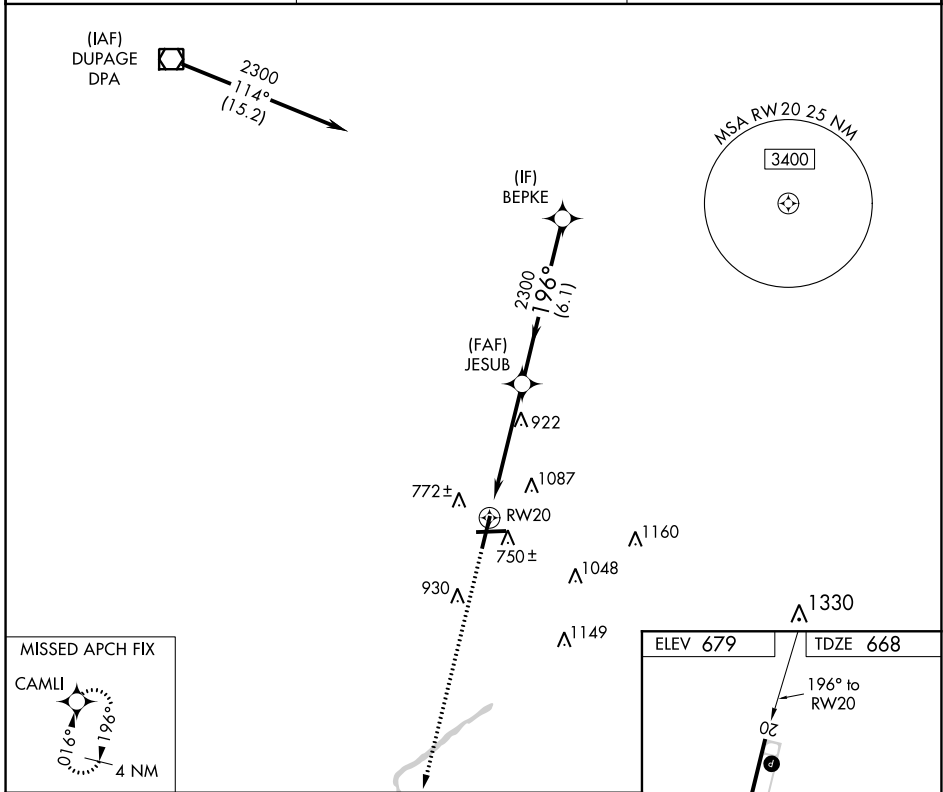 (IAF)
DUPAGE
DPA
2300
114°
(15.2)
MSA RW20 25 NM
3400
(IF)
BEPKE
2300
196°
(6.1)
(FAF)
JESUB
922
1087
772±
RW20
1160
750±
1048
930
1330
1149
MISSED APCH FIX
CAMLI
016°
196°
4 NM
ELEV 679
TDZE 668
196° to
RW20
20
P